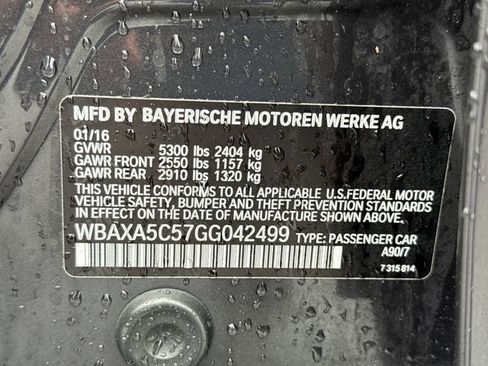 MFD BY BAYERISCHE MOTOREN WERKE AG
01/16
GVWR 5300 lbs 2404 kg
GAWR FRONT 2550 lbs 1157 kg
GAWR REAR 2910 lbs 1320 kg
THIS VEHICLE CONFORMS TO ALL APPLICABLE U.S.FEDERAL MOTOR
VEHICLE SAFETY, BUMPER AND THEFT PREVENTION STANDARDS
IN EFFECT ON THE DATE OF MANUFACTURE SHOWN ABOVE.
WBAXA5C57GG042499 TYPE: PASSENGER CAR
A90/7
7 315 814